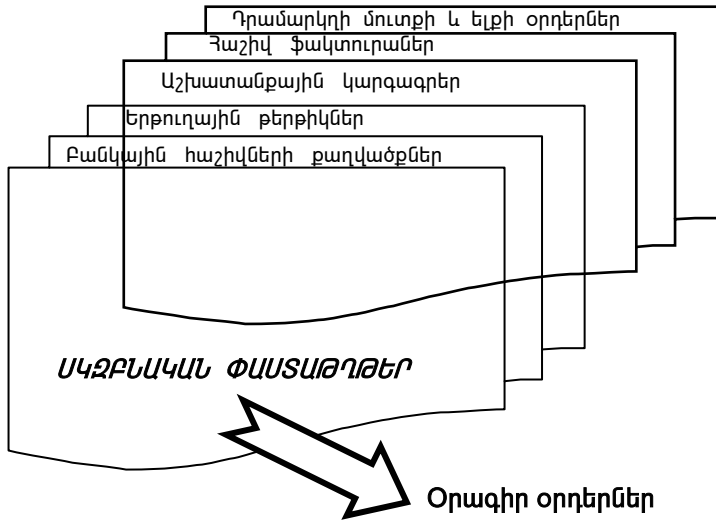 Դրամարկղի մուտքի և ելքի օրդերներ
Հաշիվ ֆակտուրաներ
Աշխատանքային կարգագրեր
Երթուղային թերթիկներ
Բանկային հաշիվների քաղվածքներ
ՍԿԶԲՆԱԿԱՆ ՓԱՍՏԱԹՂԹԵՐ
Օրագիր օրդերներ